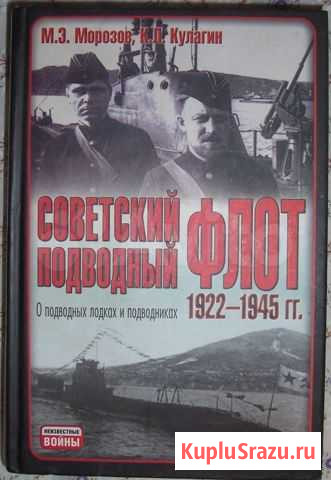 М.Э. Морозов, К.Л. Кулагин
СОВЕТСКИЙ
ПОДВОДНЫЙ
ФЛОТ
1922–1945 гг.
О подводных лодках и подводниках
НЕИЗВЕСТНЫЕ
ВОЙНЫ
KupluSrazu.ru